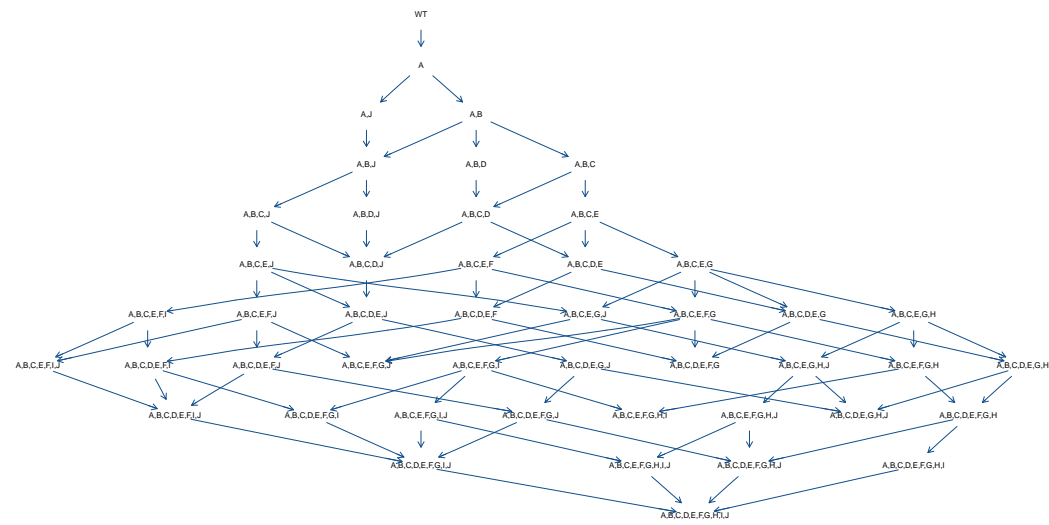 WT
A
A,J
A,B
A,B,J
A,B,D
A,B,C
A,B,C,J
A,B,D,J
A,B,C,D
A,B,C,E
A,B,C,E,J
A,B,C,D,J
A,B,C,E,F
A,B,C,D,E
A,B,C,E,G
A,B,C,E,F,I
A,B,C,E,F,J
A,B,C,D,E,J
A,B,C,D,E,F
A,B,C,E,G,J
A,B,C,E,F,G
A,B,C,D,E,G
A,B,C,E,G,H
A,B,C,E,F,I,J
A,B,C,D,E,F,I
A,B,C,D,E,F,J
A,B,C,E,F,G,J
A,B,C,E,F,G,I
A,B,C,D,E,G,J
A,B,C,D,E,F,G
A,B,C,E,G,H,J
A,B,C,E,F,G,H
A,B,C,D,E,G,H
A,B,C,D,E,F,I,J
A,B,C,D,E,F,G,I
A,B,C,E,F,G,I,J
A,B,C,D,E,F,G,J
A,B,C,E,F,G,H,I
A,B,C,E,F,G,H,J
A,B,C,D,E,G,H,J
A,B,C,D,E,F,G,H
A,B,C,D,E,F,G,I,J
A,B,C,E,F,G,H,I,J
A,B,C,D,E,F,G,H,J
A,B,C,D,E,F,G,H,I
A,B,C,D,E,F,G,H,I,J